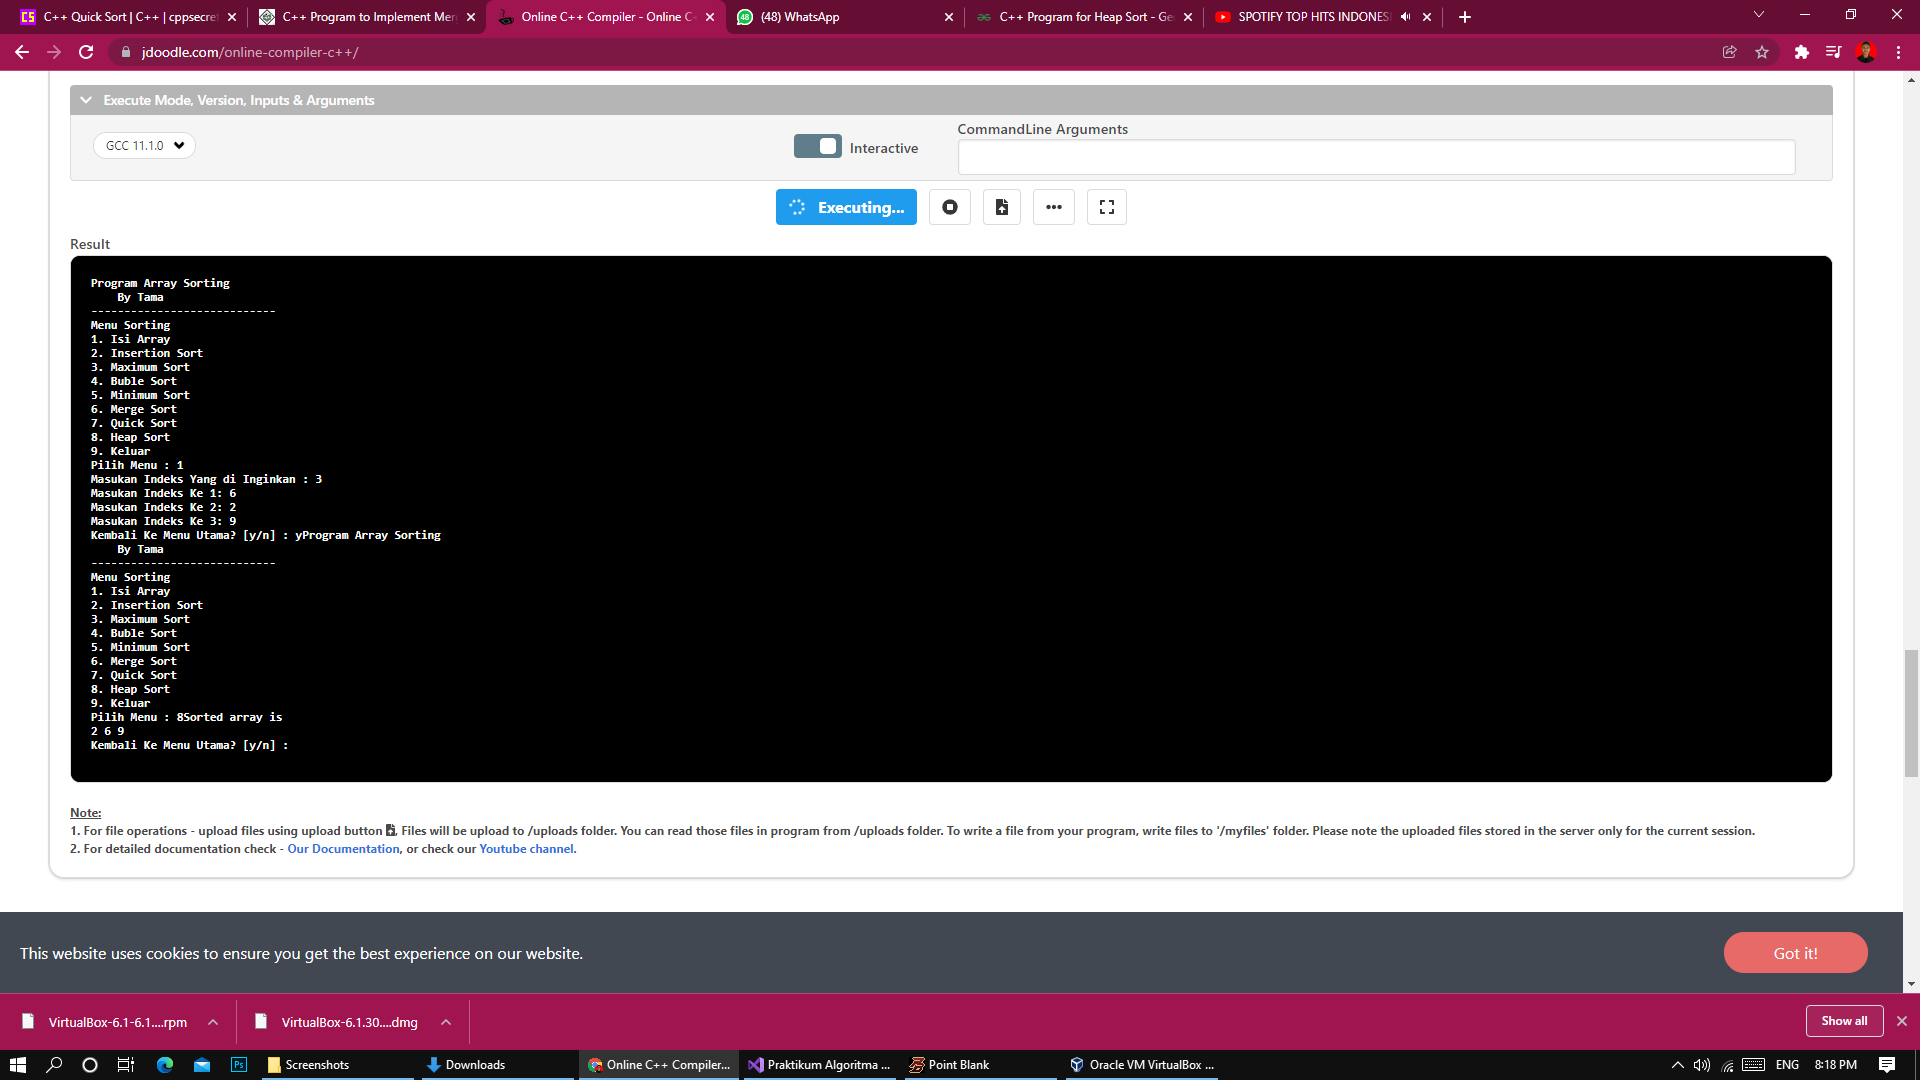 C++ Quick Sort | C++ | cppsecre
C++ Program to Implement Mer
Online C++ Compiler - Online C
(48) WhatsApp
C++ Program for Heap Sort - Ge
SPOTIFY TOP HITS INDONESI
jdoodle.com/online-compiler-c++/
Execute Mode, Version, Inputs & Arguments
GCC 11.1.0
Interactive
CommandLine Arguments
Executing...
Result
Program Array Sorting
By Tama
----------------------------
Menu Sorting
1. Isi Array
2. Insertion Sort
3. Maximum Sort
4. Buble Sort
5. Minimum Sort
6. Merge Sort
7. Quick Sort
8. Heap Sort
9. Keluar
Pilih Menu : 1
Masukan Indeks Yang di Inginkan : 3
Masukan Indeks Ke 1: 6
Masukan Indeks Ke 2: 2
Masukan Indeks Ke 3: 9
Kembali Ke Menu Utama? [y/n] : yProgram Array Sorting
By Tama
----------------------------
Menu Sorting
1. Isi Array
2. Insertion Sort
3. Maximum Sort
4. Buble Sort
5. Minimum Sort
6. Merge Sort
7. Quick Sort
8. Heap Sort
9. Keluar
Pilih Menu : 8Sorted array is
2 6 9
Kembali Ke Menu Utama? [y/n] :
Note:
1. For file operations - upload files using upload button , Files will be upload to /uploads folder. You can read those files in program from /uploads folder. To write a file from your program, write files to '/myfiles' folder. Please note the uploaded files stored in the server only for the current session.
2. For detailed documentation check - Our Documentation, or check our Youtube channel.
This website uses cookies to ensure you get the best experience on our website.
Got it!
VirtualBox-6.1-6.1....rpm
VirtualBox-6.1.30....dmg
Show all
Ps
Screenshots
Downloads
Online C++ Compiler...
Praktikum Algoritma ...
Point Blank
Oracle VM VirtualBox ...
ENG
8:18 PM